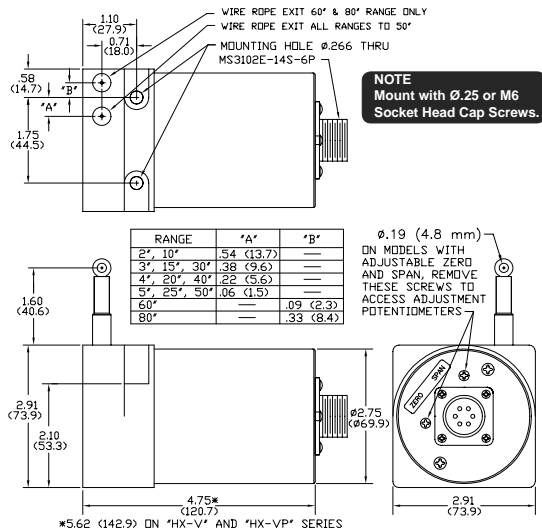 1.10
(27.9)
WIRE ROPE EXIT 60" & 80" RANGE ONLY
WIRE ROPE EXIT ALL RANGES TO 50"
0.71
(18.0)
MOUNTING HOLE Ø.266 THRU
MS3102E-14S-6P
.58
(14.7)
"B"
"A"
1.75
(44.5)
NOTE
Mount with Ø.25 or M6
Socket Head Cap Screws.
RANGE "A" "B"
2", 10" .54 (13.7) —
3", 15", 30" .38 (9.6) —
4", 20", 40" .22 (5.6) —
5", 25", 50" .06 (1.5) —
60" — .09 (2.3)
80" — .33 (8.4)
Ø.19 (4.8 mm)
ON MODELS WITH
ADJUSTABLE ZERO
AND SPAN, REMOVE
THESE SCREWS TO
ACCESS ADJUSTMENT
POTENTIOMETERS
1.60
(40.6)
2.91
(73.9)
2.10
(53.3)
Ø2.75
(Ø69.9)
ZERO SPAN
4.75*
(120.7)
2.91
(73.9)
*5.62 (142.9) ON "HX-V" AND "HX-VP" SERIES